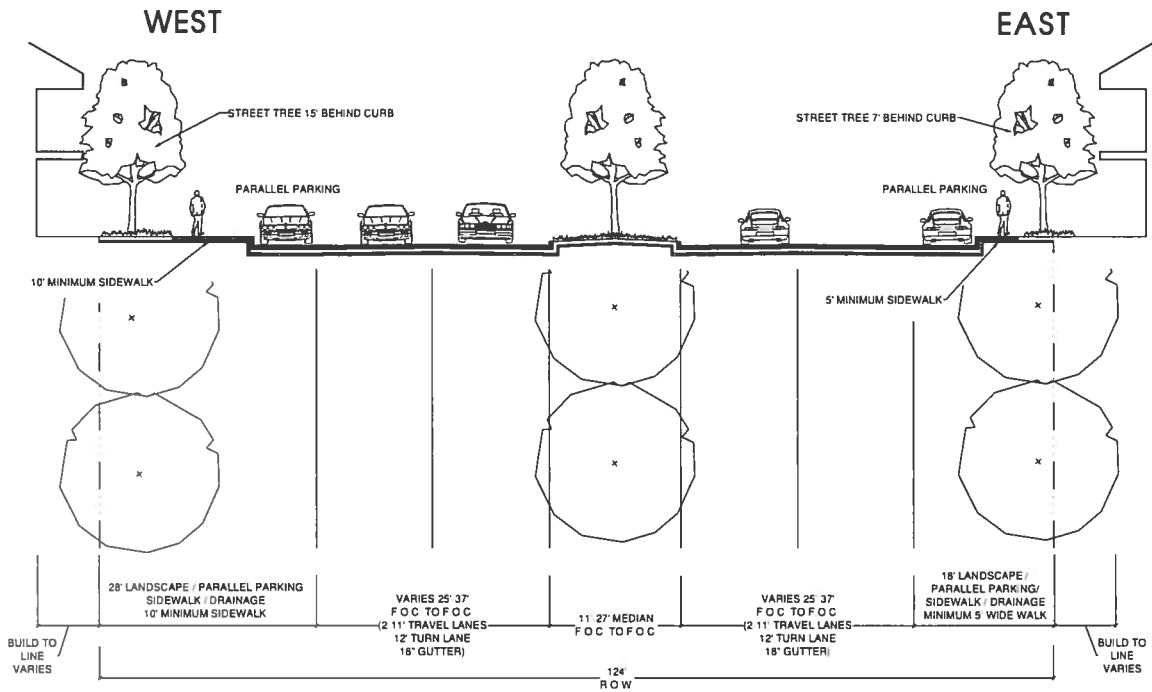 WEST
EAST
STREET TREE 15' BEHIND CURB
STREET TREE 7' BEHIND CURB
PARALLEL PARKING
PARALLEL PARKING
10' MINIMUM SIDEWALK
5' MINIMUM SIDEWALK
28' LANDSCAPE / PARALLEL PARKING
SIDEWALK / DRAINAGE
10' MINIMUM SIDEWALK
VARIES 25' 37'
F O C TO F O C
(2 11' TRAVEL LANES
12' TURN LANE
18" GUTTER)
11' 27' MEDIAN
F O C TO F O C
VARIES 25' 37'
F O C TO F O C
(2 11' TRAVEL LANES
12' TURN LANE
18" GUTTER)
18' LANDSCAPE /
PARALLEL PARKING/
SIDEWALK / DRAINAGE
MINIMUM 5' WIDE WALK
BUILD TO
LINE
VARIES
BUILD TO
LINE
VARIES
124'
R O W